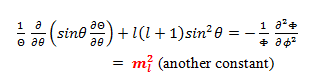 1/Θ ∂/∂θ (sinθ ∂Θ/∂θ) + l(l + 1)sin²θ = − 1/Φ ∂²Φ/∂ϕ²
= m_l² (another constant)